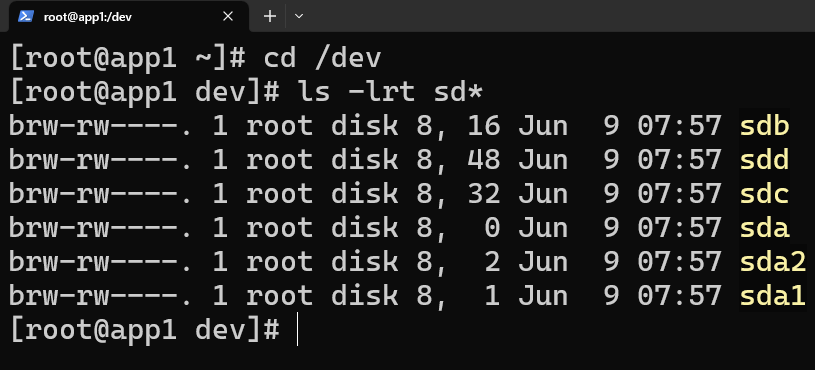 root@app1:/dev
[root@app1 ~]# cd /dev
[root@app1 dev]# ls -lrt sd*
brw-rw----. 1 root disk 8, 16 Jun  9 07:57 sdb
brw-rw----. 1 root disk 8, 48 Jun  9 07:57 sdd
brw-rw----. 1 root disk 8, 32 Jun  9 07:57 sdc
brw-rw----. 1 root disk 8,  0 Jun  9 07:57 sda
brw-rw----. 1 root disk 8,  2 Jun  9 07:57 sda2
brw-rw----. 1 root disk 8,  1 Jun  9 07:57 sda1
[root@app1 dev]#